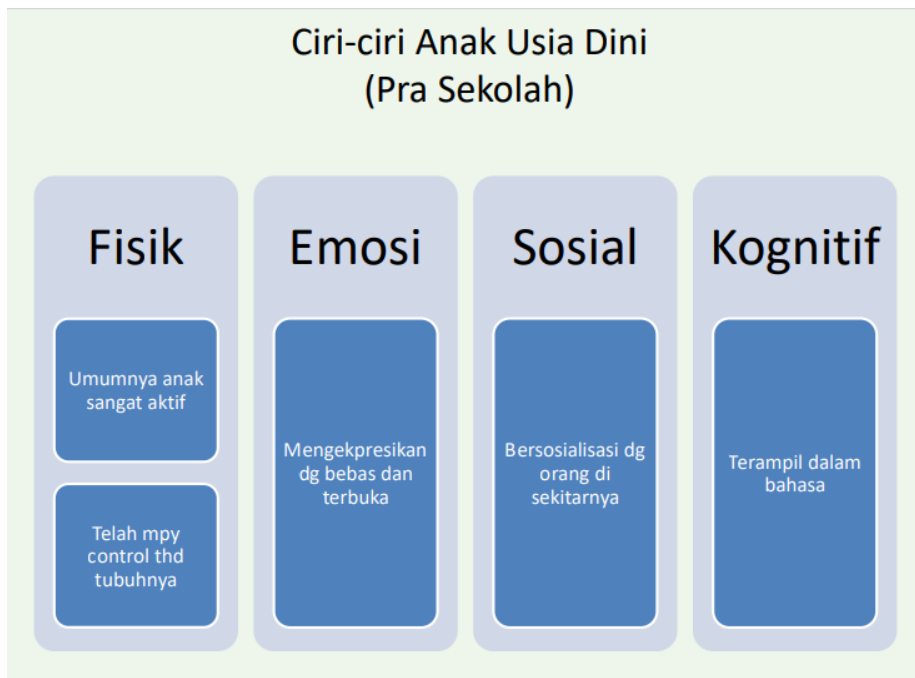 Ciri-ciri Anak Usia Dini
(Pra Sekolah)
Fisik
Umumnya anak
sangat aktif
Telah mpy
control thd
tubuhnya
Emosi
Mengekpresikan
dg bebas dan
terbuka
Sosial
Bersosialisasi dg
orang di
sekitarnya
Kognitif
Terampil dalam
bahasa